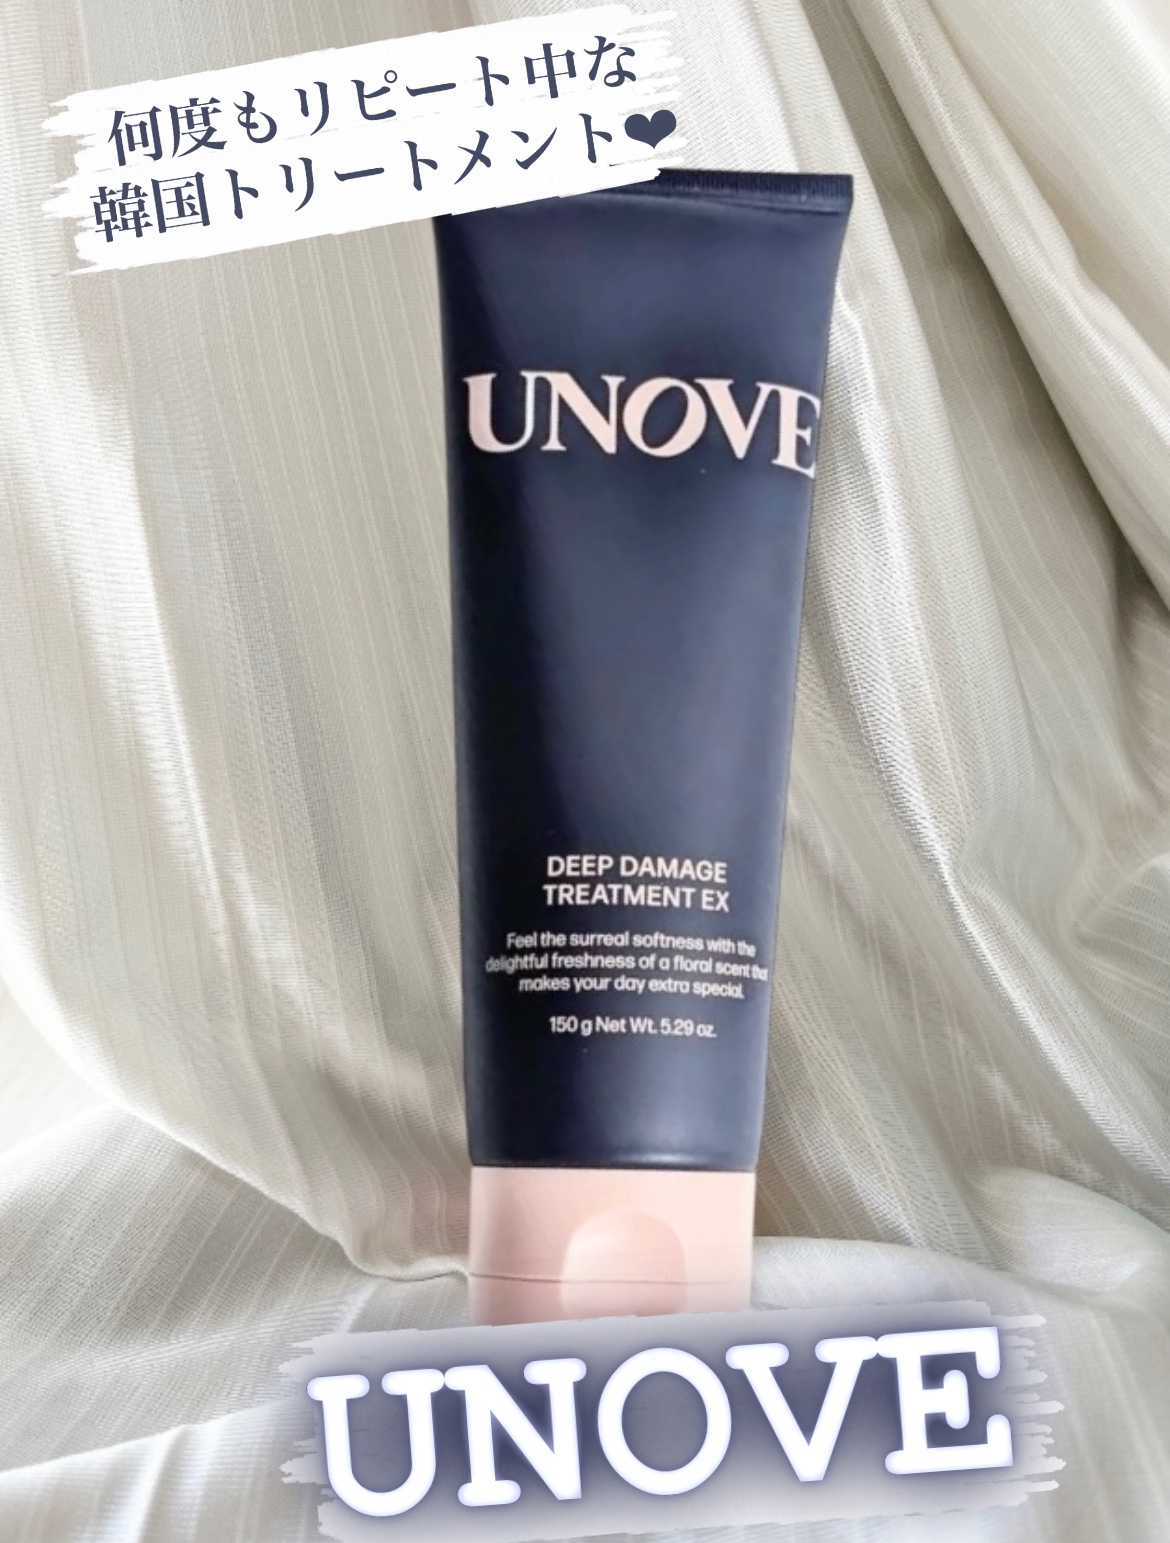 何度もリピート中な
韓国トリートメント❤
UNOVE
DEEP DAMAGE
TREATMENT EX
Feel the surreal softness with the
delightful freshness of a floral scent that
makes your day extra special.
150 g Net Wt. 5.29 oz.
UNOVE